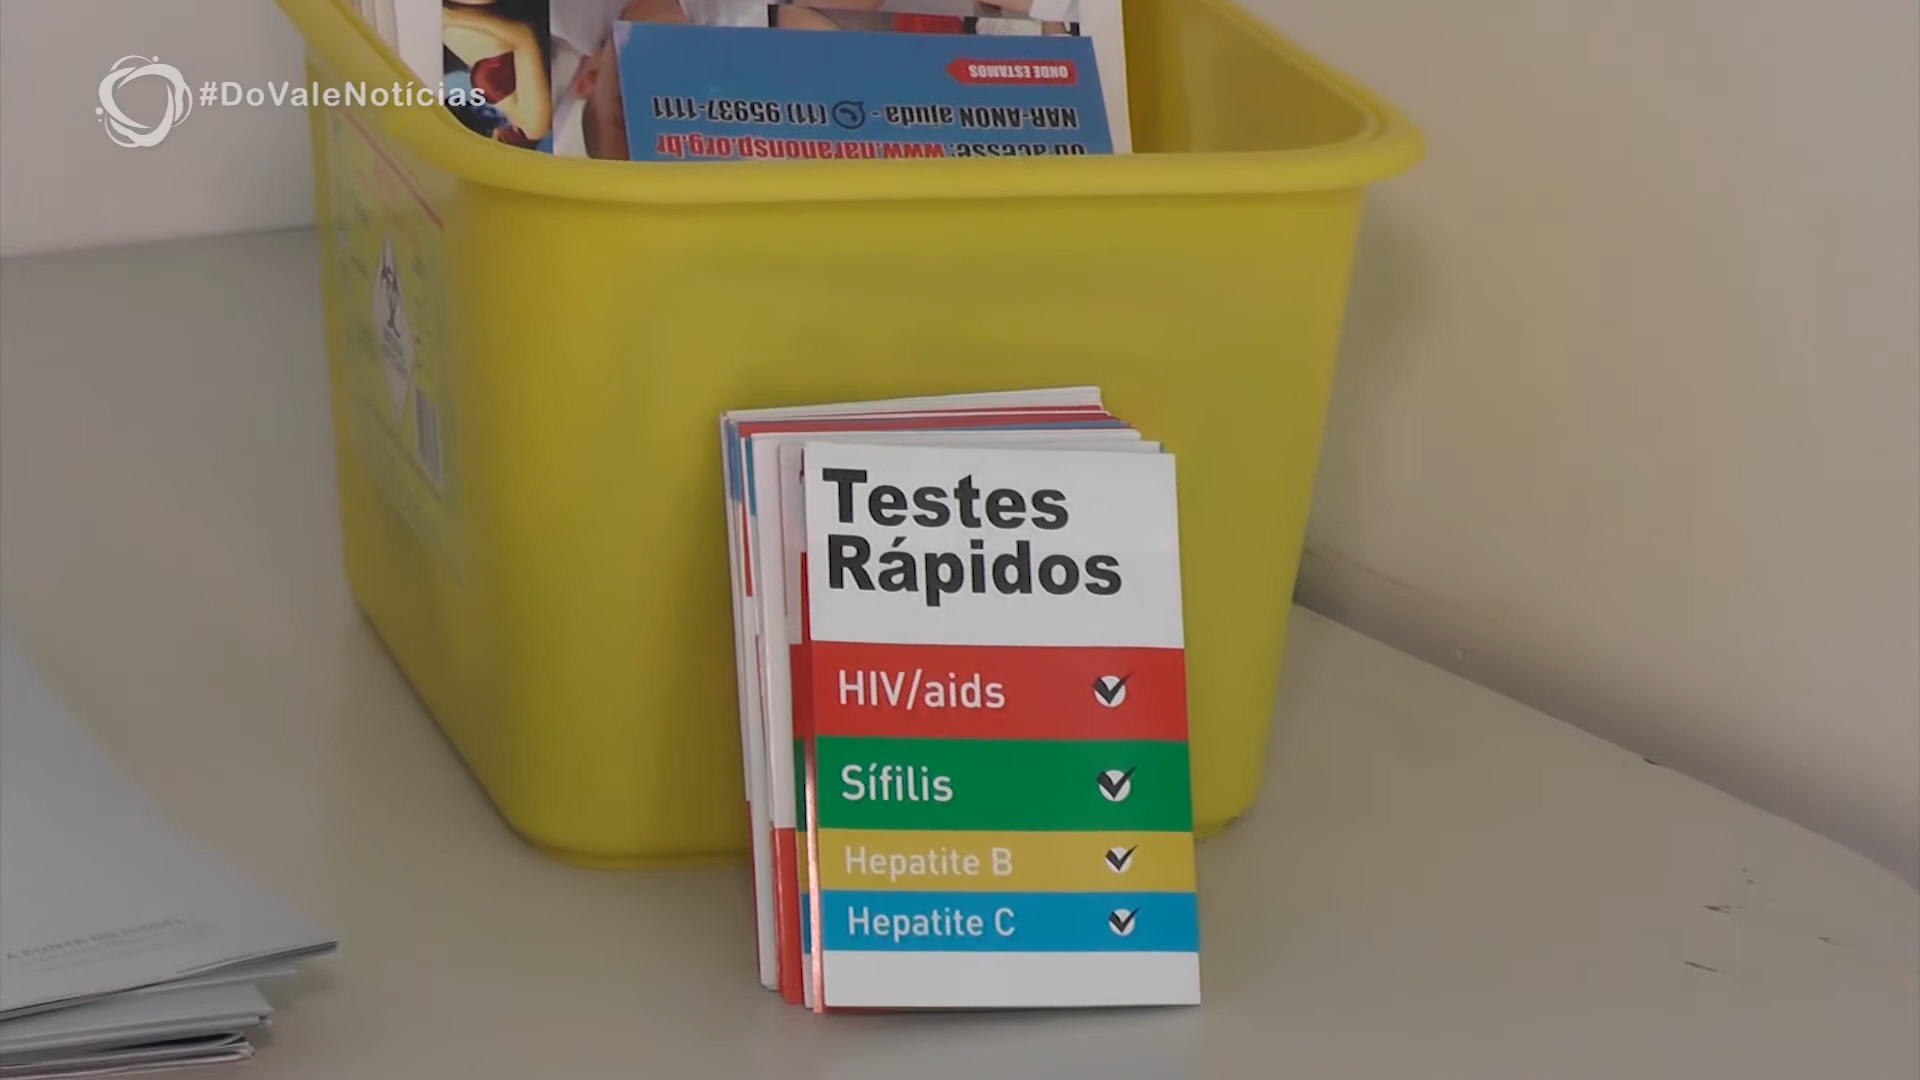 #DoValeNotícias
ONDE ESTAMOS
NAR-ANON ajuda - (11) 95937-1111
ou acesse: www.naranonsp.org.br
Testes
Rápidos
HIV/aids
Sífilis
Hepatite B
Hepatite C